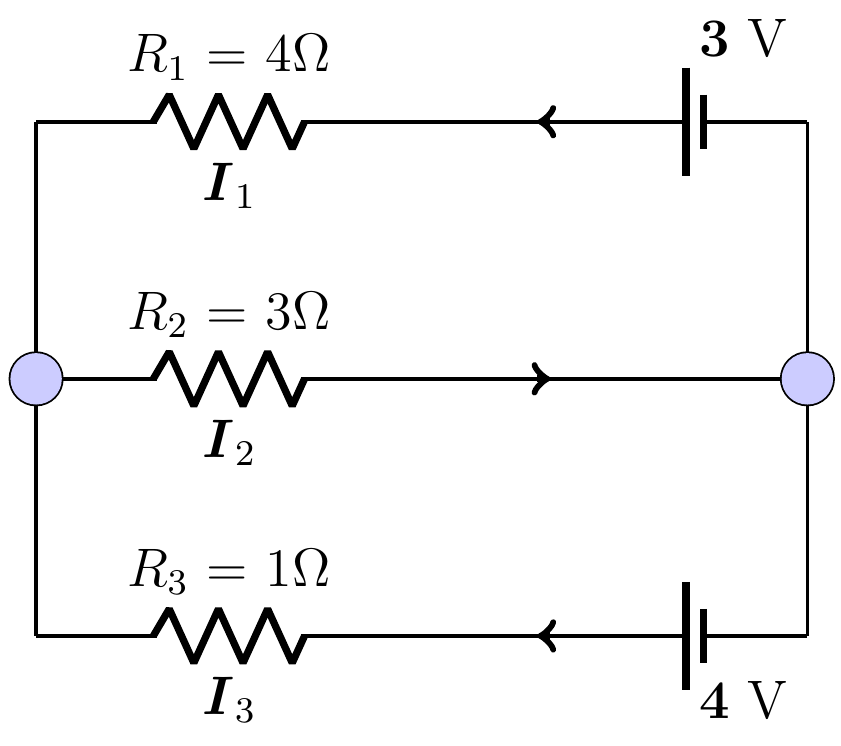 3 V
R₁ = 4Ω
I₁
R₂ = 3Ω
I₂
R₃ = 1Ω
I₃
4 V